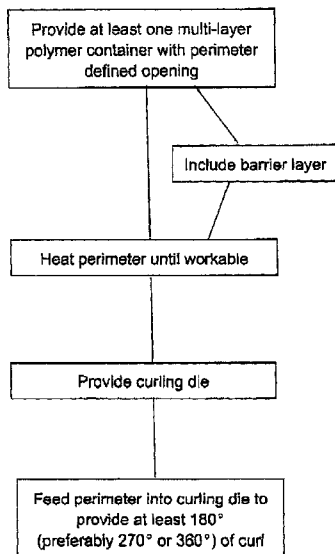 Provide at least one multi-layer
polymer container with perimeter
defined opening
Include barrier layer
Heat perimeter until workable
Provide curling die
Feed perimeter into curling die to
provide at least 180°
(preferably 270° or 360°) of curl